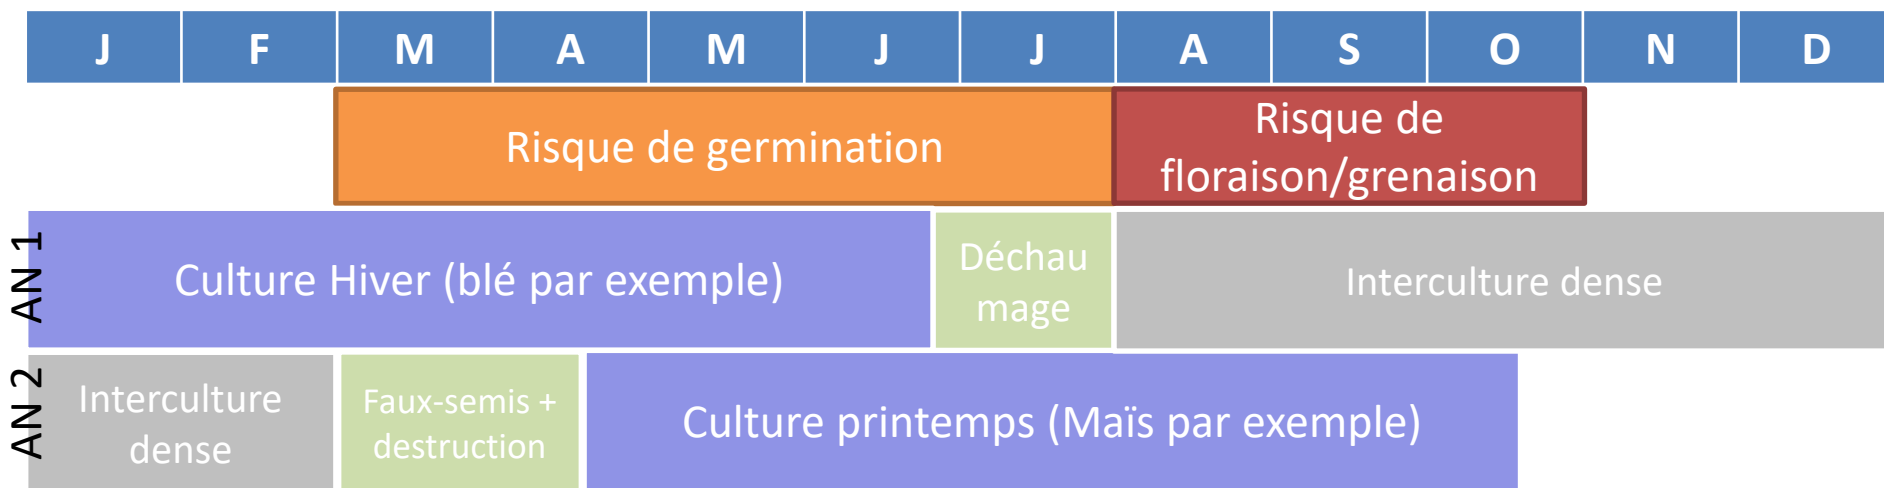 J F M A M J J A S O N D
Risque de germination
Risque de
floraison/grenaison
AN 1
Culture Hiver (blé par exemple)
Déchau
mage
Interculture dense
AN 2
Interculture
dense
Faux-semis +
destruction
Culture printemps (Maïs par exemple)